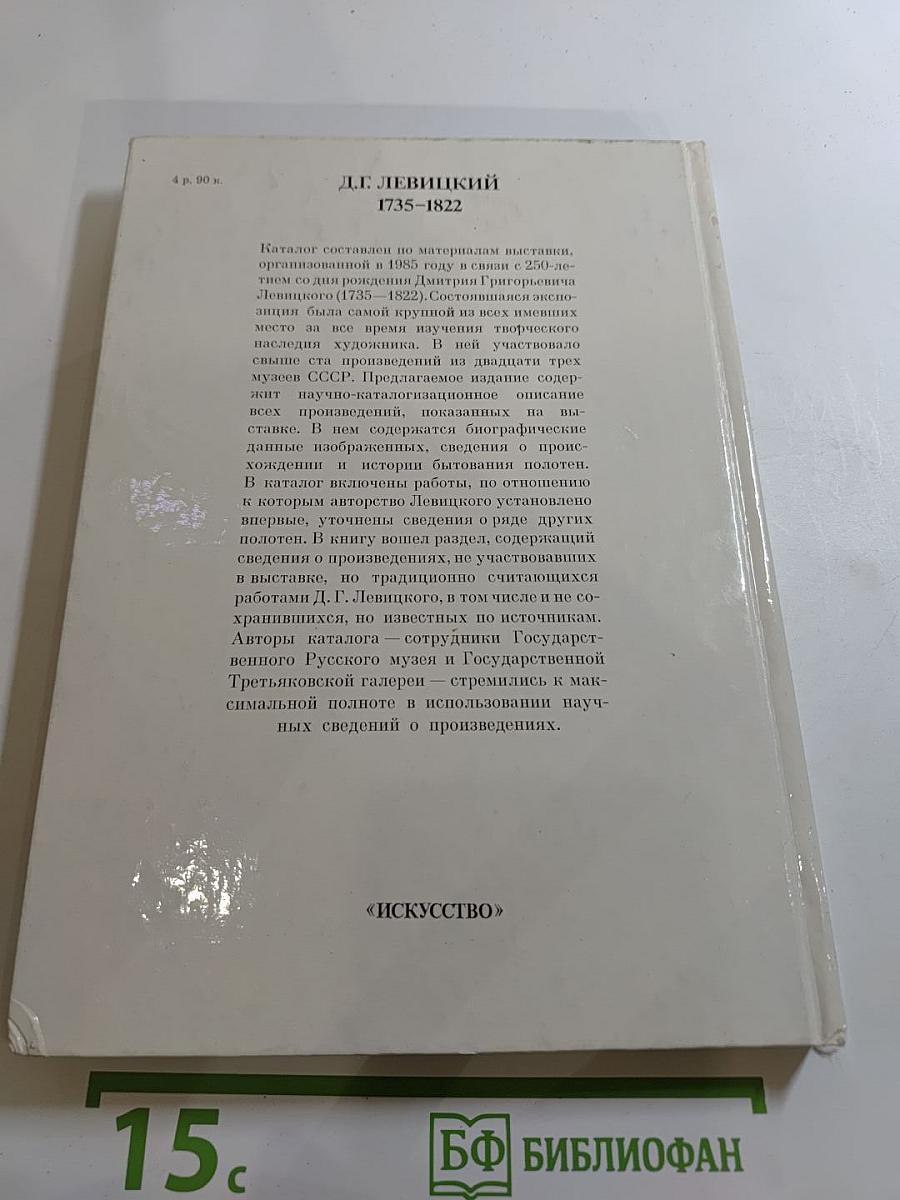 4 р. 90 к.
Д.Г. ЛЕВИЦКИЙ
1735–1822
Каталог составлен по материалам выставки,
организованной в 1985 году в связи с 250-ле-
тием со дня рождения Дмитрия Григорьевича
Левицкого (1735—1822). Состоявшаяся экспо-
зиция была самой крупной из всех имевших
место за все время изучения творческого
наследия художника. В ней участвовало
свыше ста произведений из двадцати трех
музеев СССР. Предлагаемое издание содер-
жит научно-каталогизационное описание
всех произведений, показанных на вы-
ставке. В нем содержатся биографические
данные изображенных, сведения о проис-
хождении и истории бытования полотен.
В каталог включены работы, по отношению
к которым авторство Левицкого установлено
впервые, уточнены сведения о ряде других
полотен. В книгу вошел раздел, содержащий
сведения о произведениях, не участвовавших
в выставке, но традиционно считающихся
работами Д. Г. Левицкого, в том числе и не со-
хранившихся, но известных по источникам.
Авторы каталога — сотрудники Государст-
венного Русского музея и Государственной
Третьяковской галереи — стремились к мак-
симальной полноте в использовании науч-
ных сведений о произведениях.
«ИСКУССТВО»
15 с
БФ БИБЛИОФАН